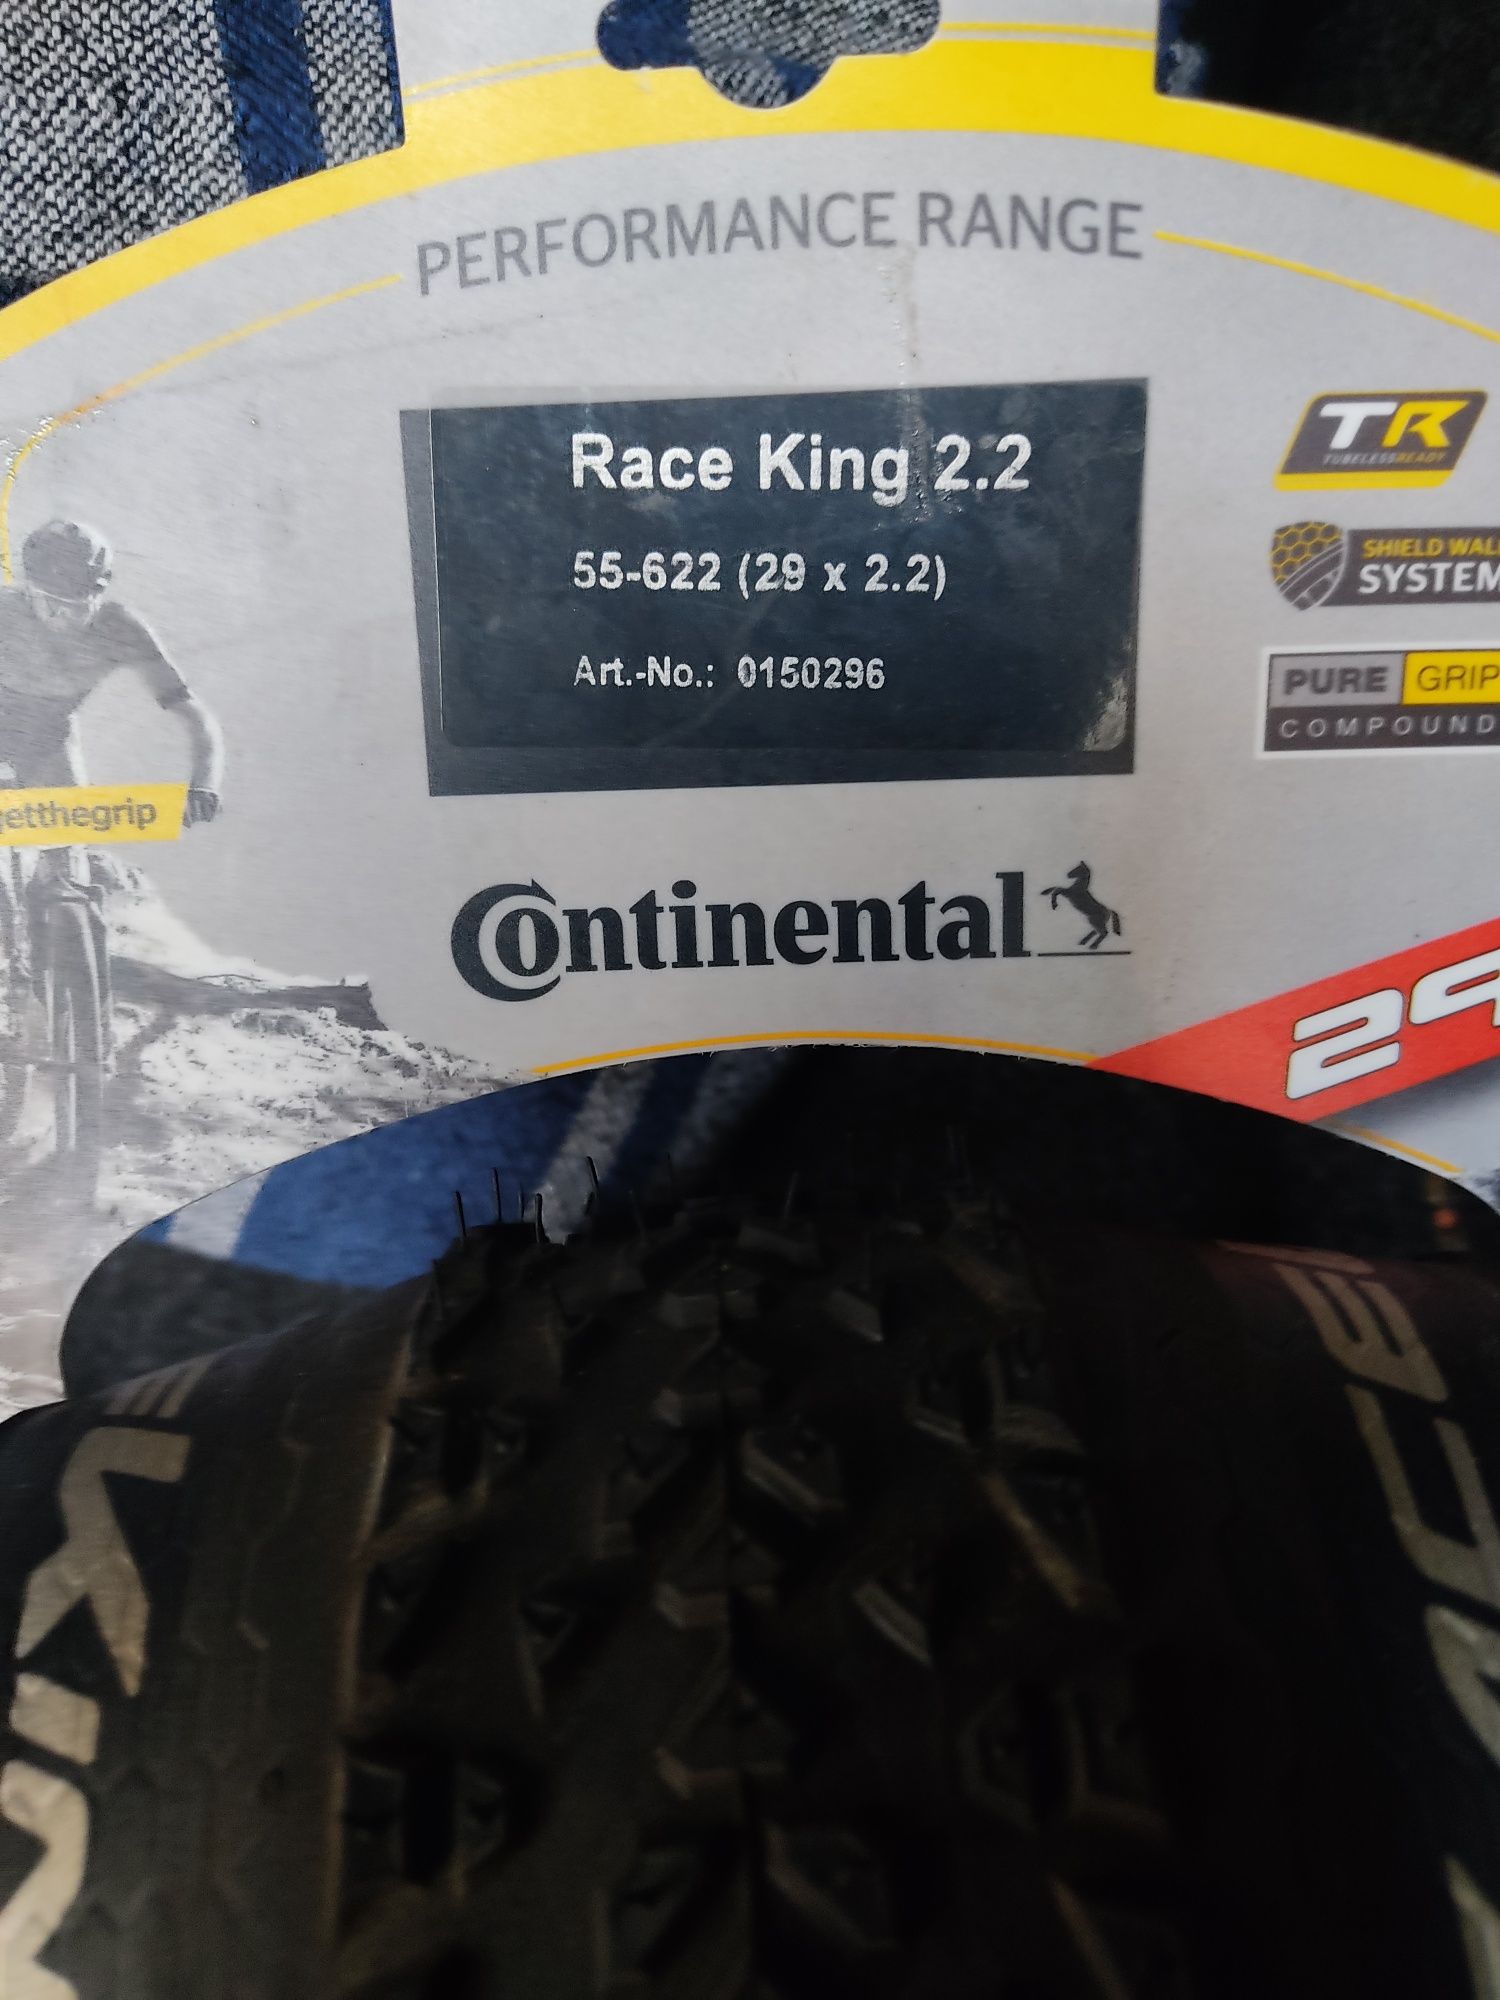 PERFORMANCE RANGE
Race King 2.2
55-622 (29 x 2.2)
Art.-No.: 0150296
TR
TUBELESS READY
SHIELD WALL
SYSTEM
PURE GRIP
COMPOUND
getthegrip
Continental
29